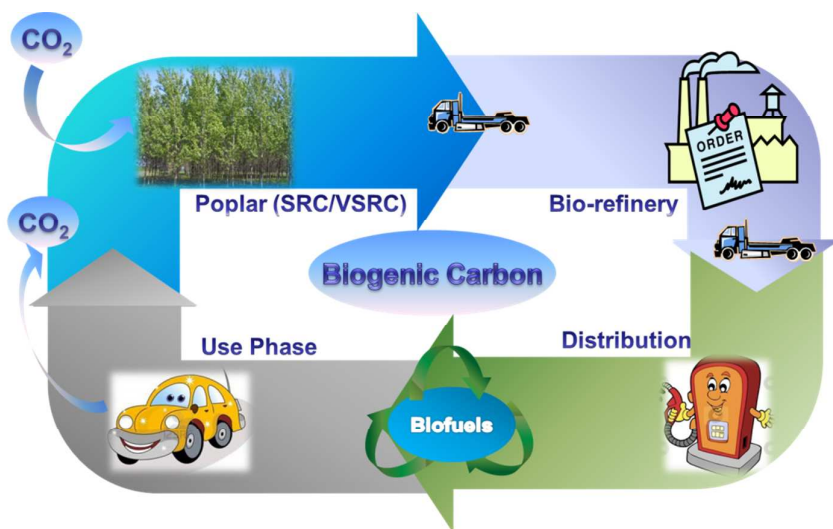 CO₂
ORDER
Poplar (SRC/VSRC)
Bio-refinery
CO₂
Biogenic Carbon
Use Phase
Distribution
Biofuels